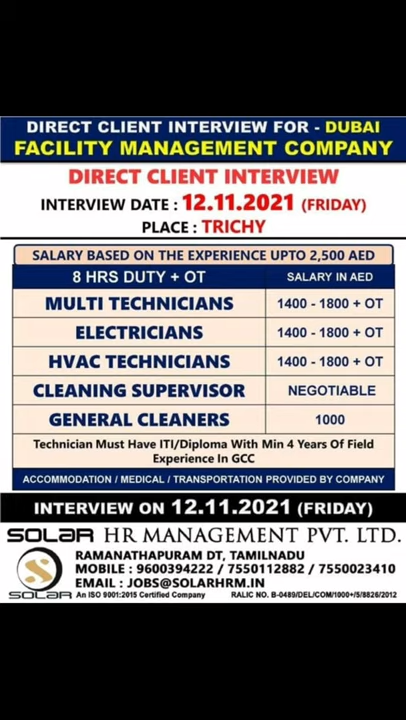 DIRECT CLIENT INTERVIEW FOR - DUBAI
FACILITY MANAGEMENT COMPANY
DIRECT CLIENT INTERVIEW
INTERVIEW DATE : 12.11.2021 (FRIDAY)
PLACE : TRICHY
SALARY BASED ON THE EXPERIENCE UPTO 2,500 AED
8 HRS DUTY + OT SALARY IN AED
MULTI TECHNICIANS 1400 - 1800 + OT
ELECTRICIANS 1400 - 1800 + OT
HVAC TECHNICIANS 1400 - 1800 + OT
CLEANING SUPERVISOR NEGOTIABLE
GENERAL CLEANERS 1000
Technician Must Have ITI/Diploma With Min 4 Years Of Field
Experience In GCC
ACCOMMODATION / MEDICAL / TRANSPORTATION PROVIDED BY COMPANY
INTERVIEW ON 12.11.2021 (FRIDAY)
SOLAR HR MANAGEMENT PVT. LTD.
RAMANATHAPURAM DT, TAMILNADU
MOBILE : 9600394222 / 7550112882 / 7550023410
EMAIL : JOBS@SOLARHRM.IN
SOLAR An ISO 9001:2015 Certified Company RALIC NO. B-0489/DEL/COM/1000+/5/8826/2012